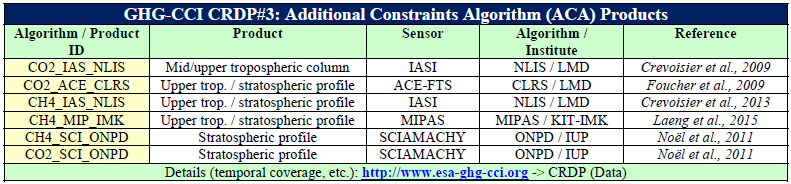 GHG-CCI CRDP#3: Additional Constraints Algorithm (ACA) Products
Algorithm / Product ID Product Sensor Algorithm / Institute Reference
CO2_IAS_NLIS Mid/upper tropospheric column IASI NLIS / LMD Crevoisier et al., 2009
CO2_ACE_CLRS Upper trop. / stratospheric profile ACE-FTS CLRS / LMD Foucher et al., 2009
CH4_IAS_NLIS Upper trop. / stratospheric profile IASI NLIS / LMD Crevoisier et al., 2013
CH4_MIP_IMK Upper trop. / stratospheric profile MIPAS MIPAS / KIT-IMK Laeng et al., 2015
CH4_SCI_ONPD Stratospheric profile SCIAMACHY ONPD / IUP Noël et al., 2011
CO2_SCI_ONPD Stratospheric profile SCIAMACHY ONPD / IUP Noël et al., 2011
Details (temporal coverage, etc.): http://www.esa-ghg-cci.org -> CRDP (Data)